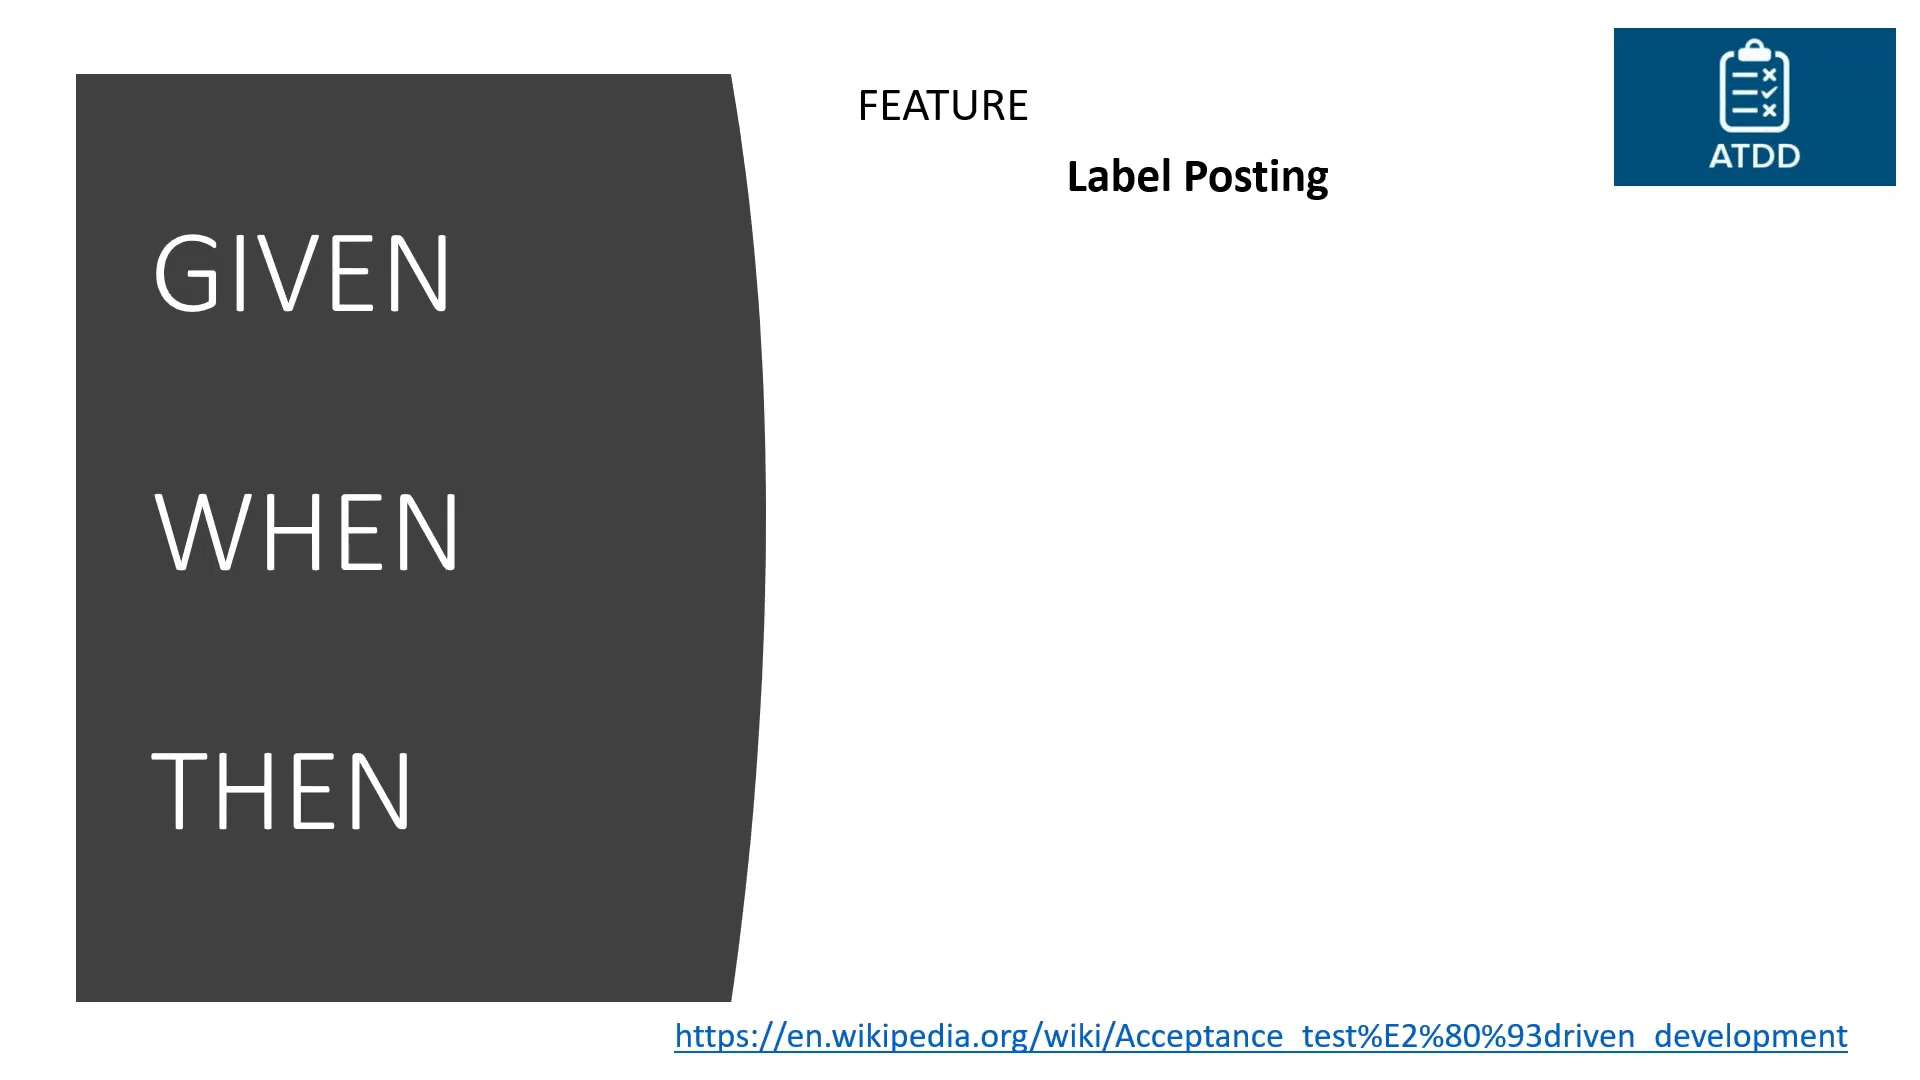 GIVEN
WHEN
THEN
FEATURE
Label Posting
ATDD
https://en.wikipedia.org/wiki/Acceptance_test%E2%80%93driven_development